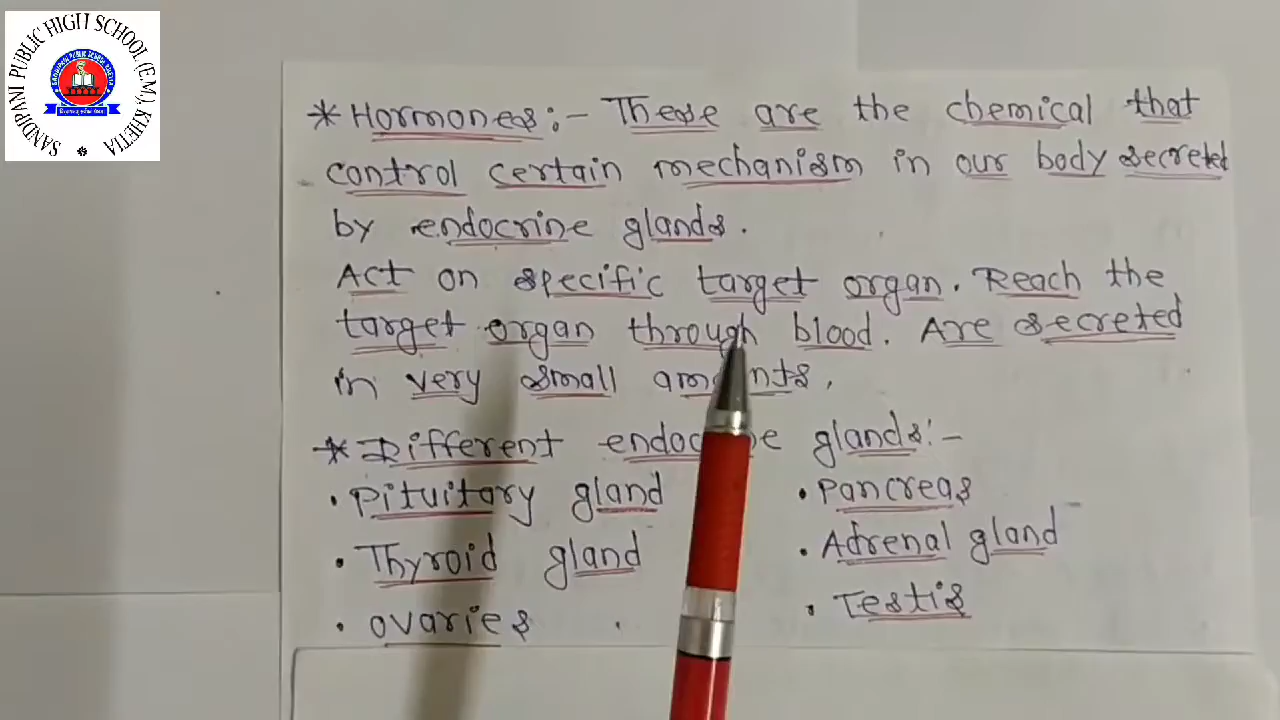 SANDIPANI PUBLIC HIGH SCHOOL (E.M.), KHETIA
* Hormones:- These are the chemical that
control certain mechanism in our body secreted
by endocrine glands.
Act on specific target organ. Reach the
target organ through blood. Are secreted
in very small amounts.
* Different endocrine glands:-
• Pituitary gland • Pancreas
• Thyroid gland • Adrenal gland
• Ovaries • Testis